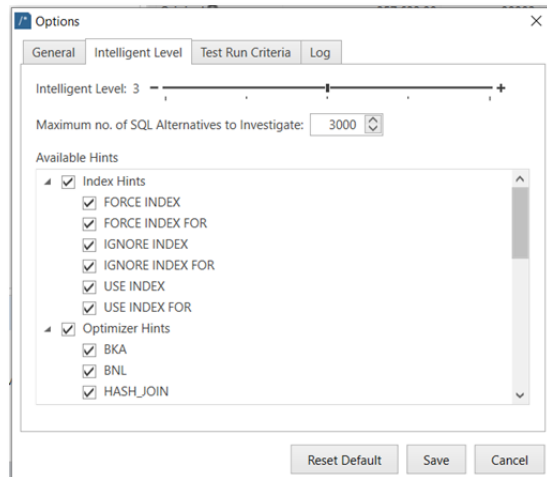 Options
General Intelligent Level Test Run Criteria Log
Intelligent Level: 3
Maximum no. of SQL Alternatives to Investigate: 3000
Available Hints
Index Hints
FORCE INDEX
FORCE INDEX FOR
IGNORE INDEX
IGNORE INDEX FOR
USE INDEX
USE INDEX FOR
Optimizer Hints
BKA
BNL
HASH_JOIN
Reset Default Save Cancel